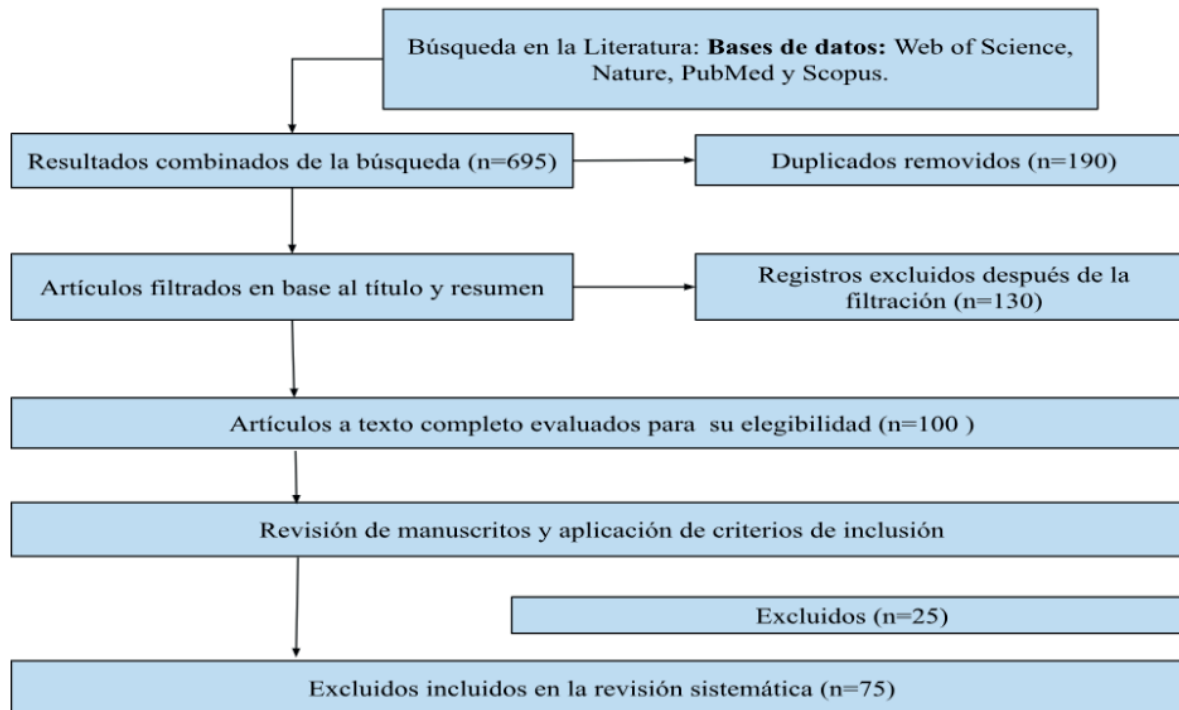 Búsqueda en la Literatura: Bases de datos: Web of Science,
Nature, PubMed y Scopus.
Resultados combinados de la búsqueda (n=695)
Duplicados removidos (n=190)
Artículos filtrados en base al título y resumen
Registros excluidos después de la
filtración (n=130)
Artículos a texto completo evaluados para su elegibilidad (n=100 )
Revisión de manuscritos y aplicación de criterios de inclusión
Excluidos (n=25)
Excluidos incluidos en la revisión sistemática (n=75)